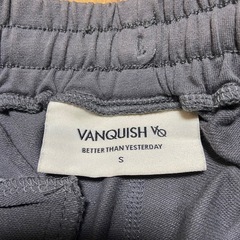 VANQUISH VQ
BETTER THAN YESTERDAY
S